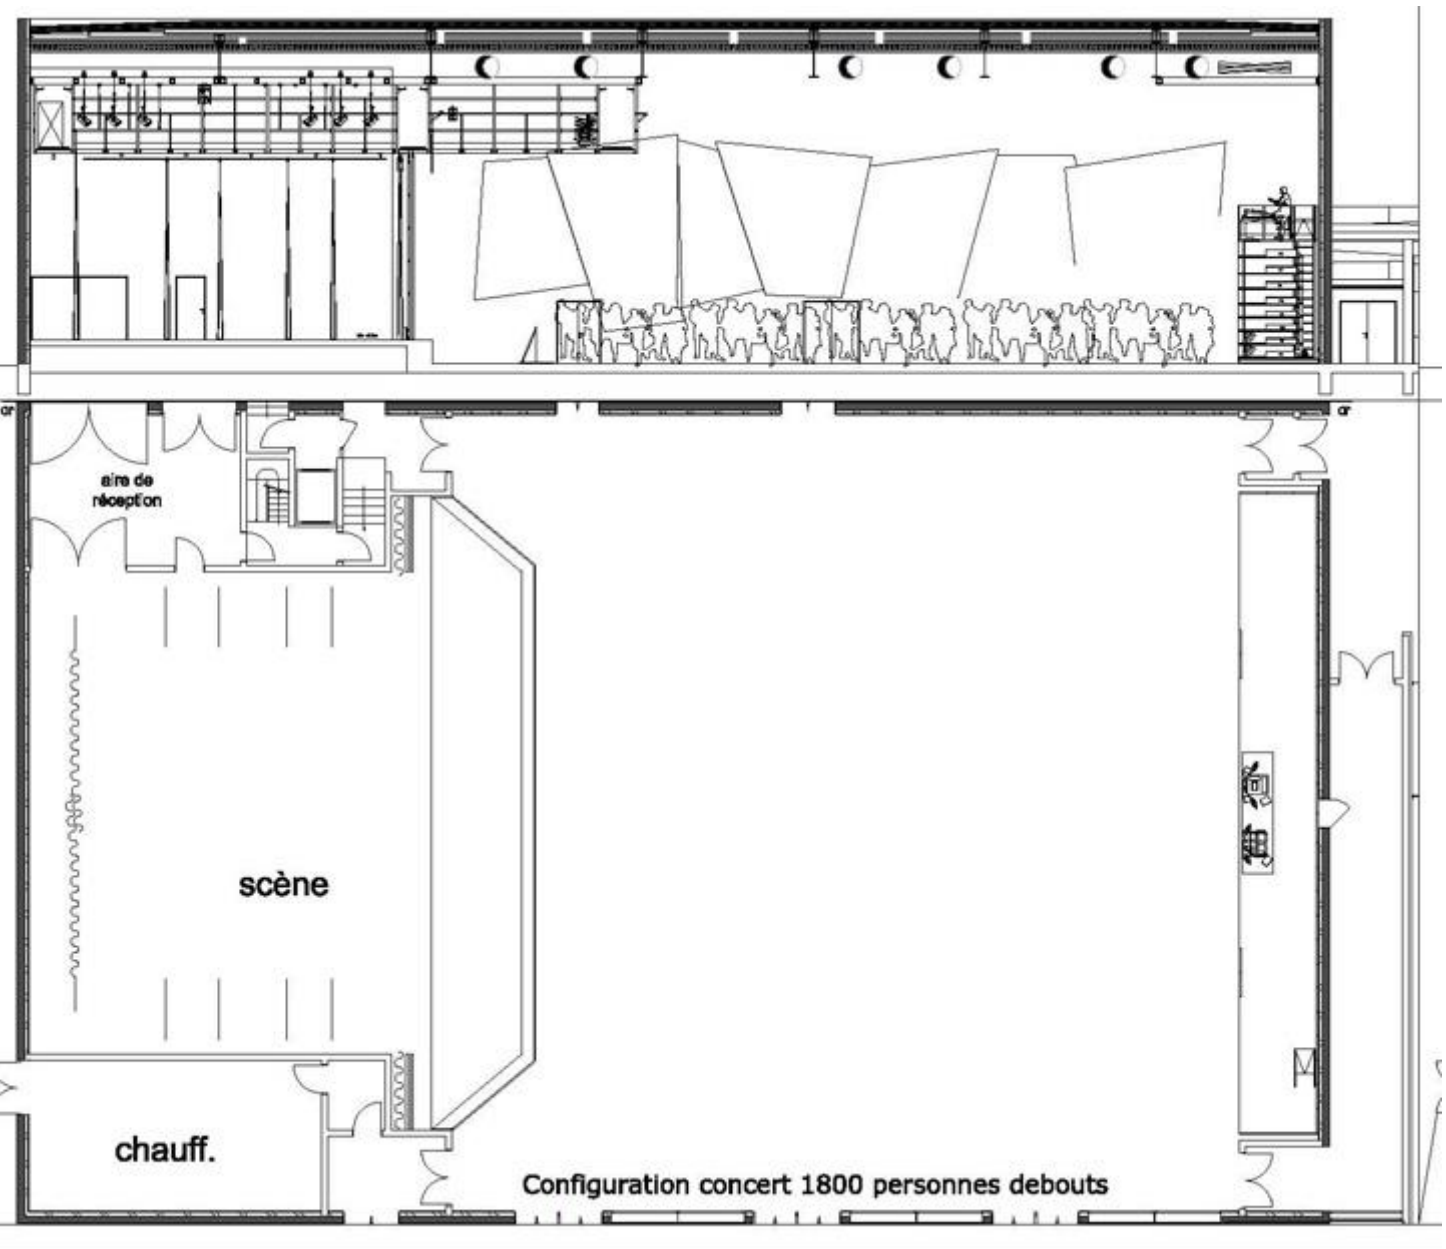 aire de
réception
scène
chauff.
Configuration concert 1800 personnes debouts